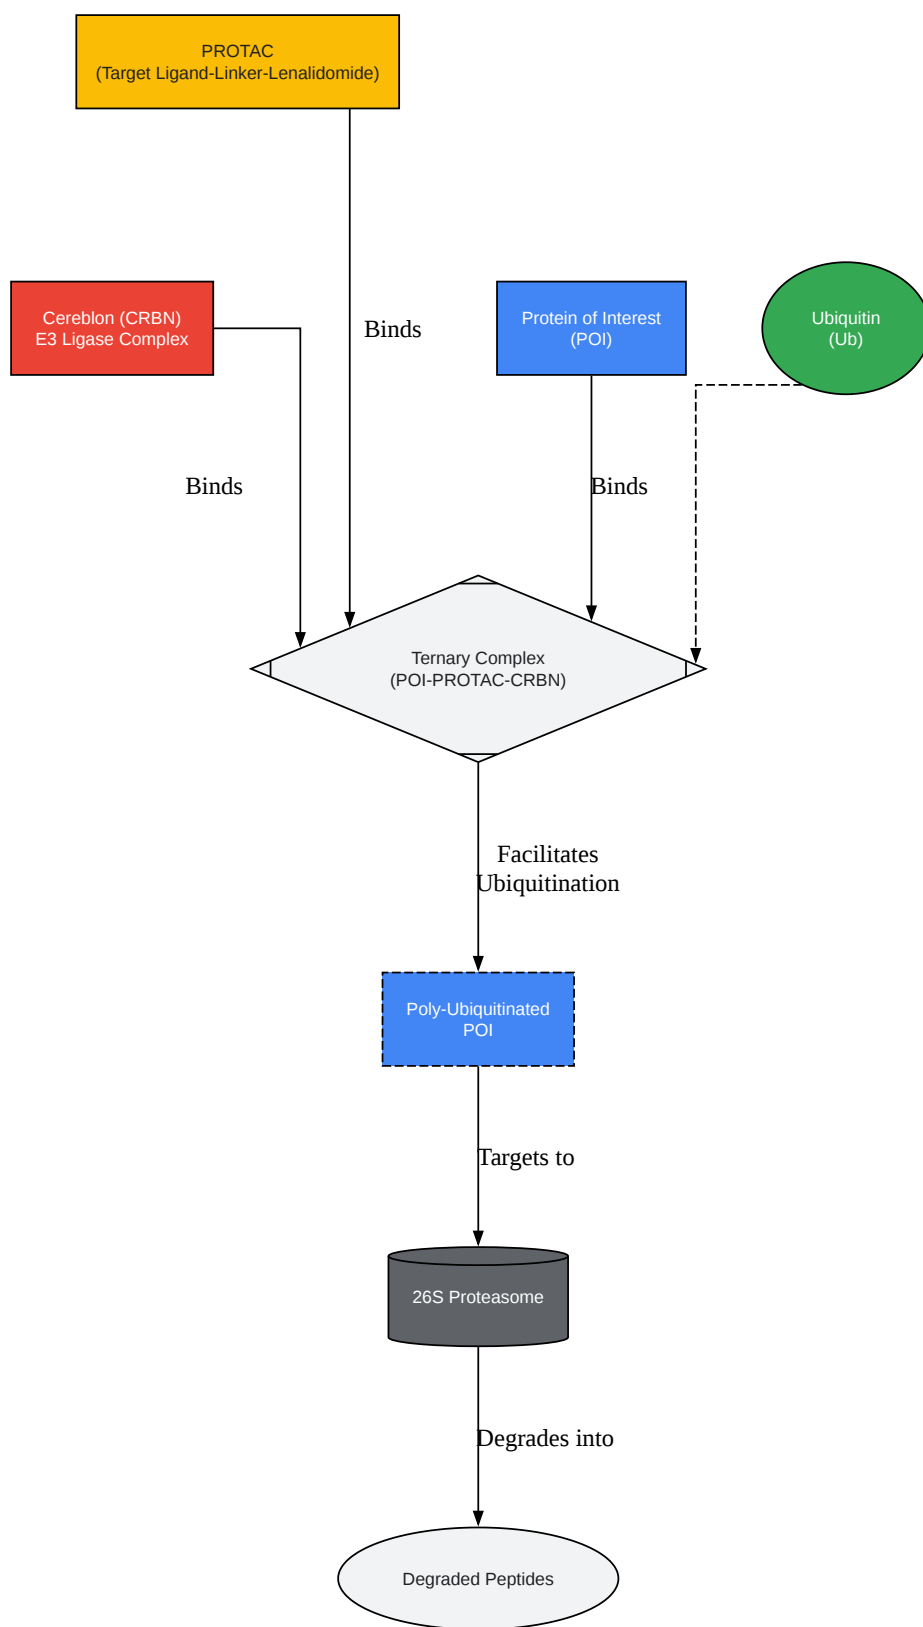 PROTAC
(Target Ligand-Linker-Lenalidomide)
Cereblon (CRBN)
E3 Ligase Complex
Binds
Protein of Interest
(POI)
Ubiquitin
(Ub)
Binds
Binds
Ternary Complex
(POI-PROTAC-CRBN)
Facilitates
Ubiquitination
Poly-Ubiquitinated
POI
Targets to
26S Proteasome
Degrades into
Degraded Peptides